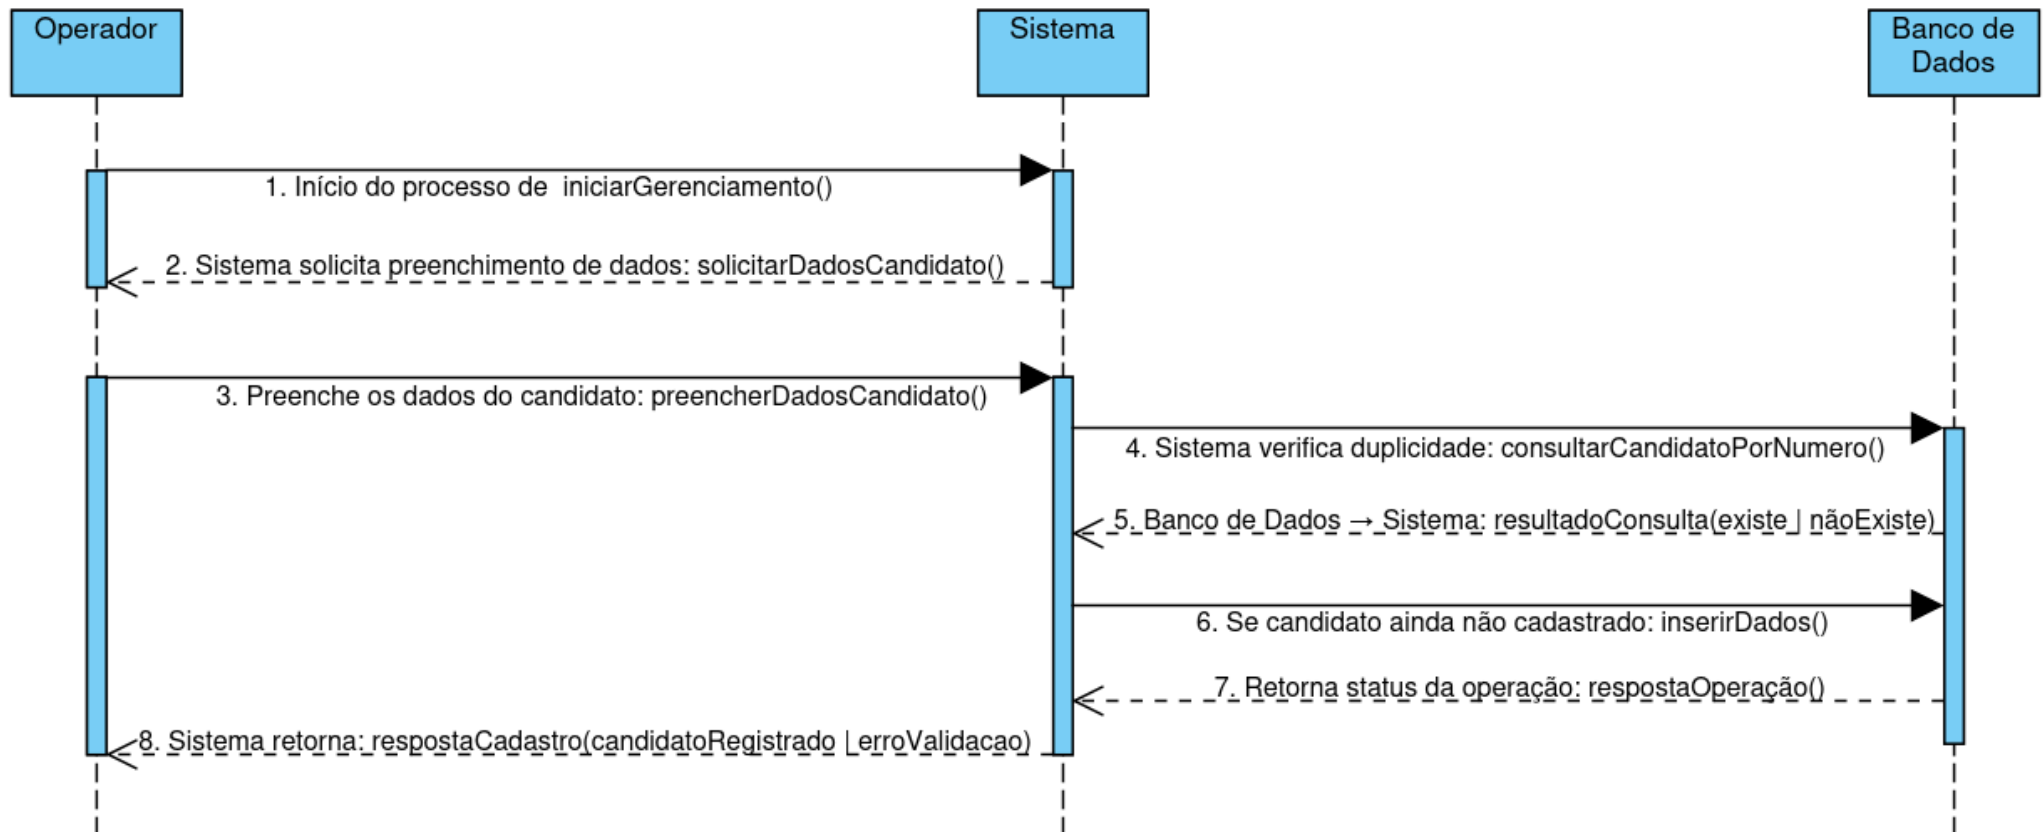 Operador
Sistema
Banco de
Dados
1. Início do processo de  iniciarGerenciamento()
2. Sistema solicita preenchimento de dados: solicitarDadosCandidato()
3. Preenche os dados do candidato: preencherDadosCandidato()
4. Sistema verifica duplicidade: consultarCandidatoPorNumero()
5. Banco de Dados → Sistema: resultadoConsulta(existe | nãoExiste)
6. Se candidato ainda não cadastrado: inserirDados()
7. Retorna status da operação: respostaOperação()
8. Sistema retorna: respostaCadastro(candidatoRegistrado | erroValidacao)